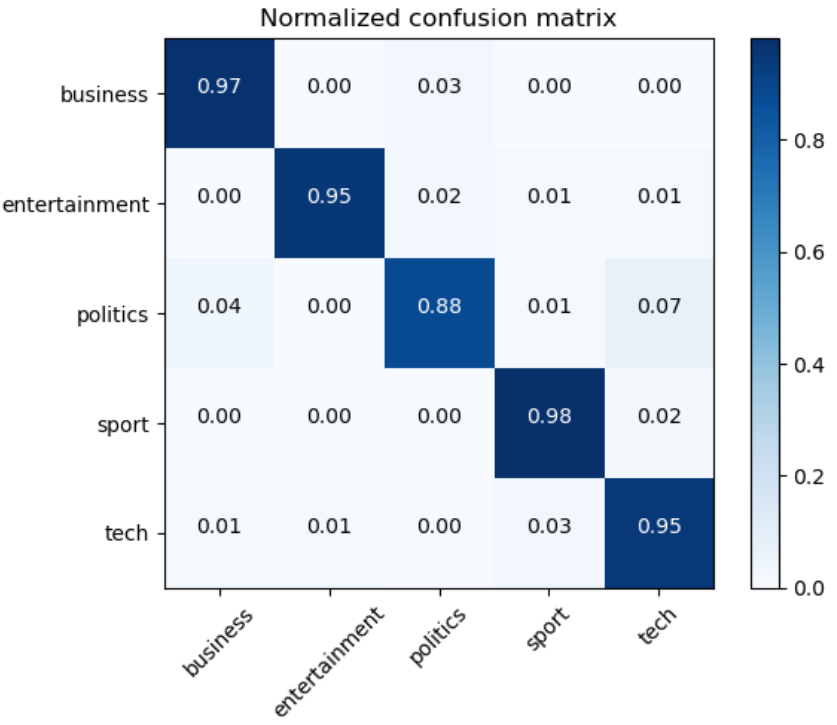 Normalized confusion matrix
business 0.97 0.00 0.03 0.00 0.00
entertainment 0.00 0.95 0.02 0.01 0.01
politics 0.04 0.00 0.88 0.01 0.07
sport 0.00 0.00 0.00 0.98 0.02
tech 0.01 0.01 0.00 0.03 0.95
business entertainment politics sport tech
0.8
0.6
0.4
0.2
0.0